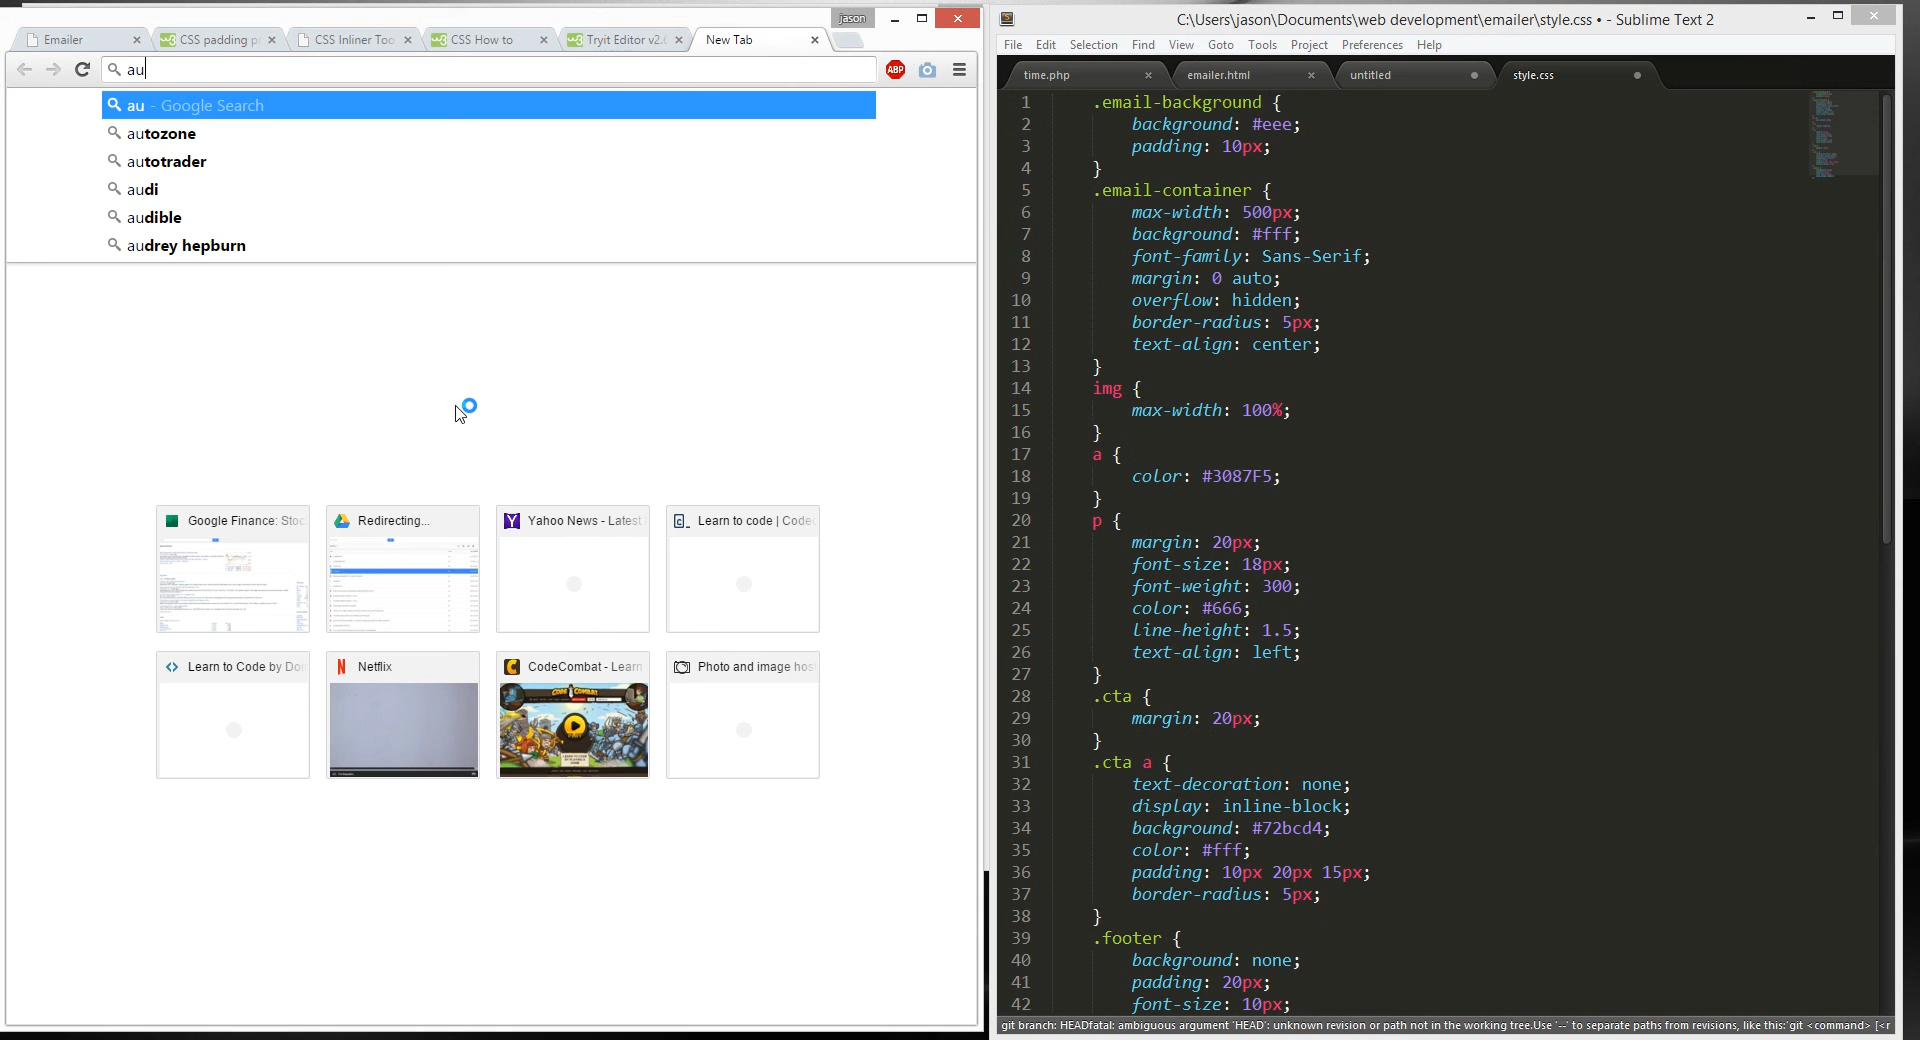 jason
Emailer
CSS padding p
CSS Inliner Too
CSS How to
Tryit Editor v2.
New Tab
au
ABP
au - Google Search
autozone
autotrader
audi
audible
audrey hepburn
Google Finance: Stoc
Redirecting...
Yahoo News - Latest
Learn to code | Codec
Learn to Code by Doi
Netflix
CodeCombat - Learn
Photo and image host
CODE COMBAT
C:\Users\jason\Documents\web development\emailer\style.css • - Sublime Text 2
File Edit Selection Find View Goto Tools Project Preferences Help
time.php
emailer.html
untitled
style.css
1 .email-background {
2 background: #eee;
3 padding: 10px;
4 }
5 .email-container {
6 max-width: 500px;
7 background: #fff;
8 font-family: Sans-Serif;
9 margin: 0 auto;
10 overflow: hidden;
11 border-radius: 5px;
12 text-align: center;
13 }
14 img {
15 max-width: 100%;
16 }
17 a {
18 color: #3087F5;
19 }
20 p {
21 margin: 20px;
22 font-size: 18px;
23 font-weight: 300;
24 color: #666;
25 line-height: 1.5;
26 text-align: left;
27 }
28 .cta {
29 margin: 20px;
30 }
31 .cta a {
32 text-decoration: none;
33 display: inline-block;
34 background: #72bcd4;
35 color: #fff;
36 padding: 10px 20px 15px;
37 border-radius: 5px;
38 }
39 .footer {
40 background: none;
41 padding: 20px;
42 font-size: 10px;
git branch: HEADfatal: ambiguous argument 'HEAD': unknown revision or path not in the working tree.Use '--' to separate paths from revisions, like this:'git <command> [<r